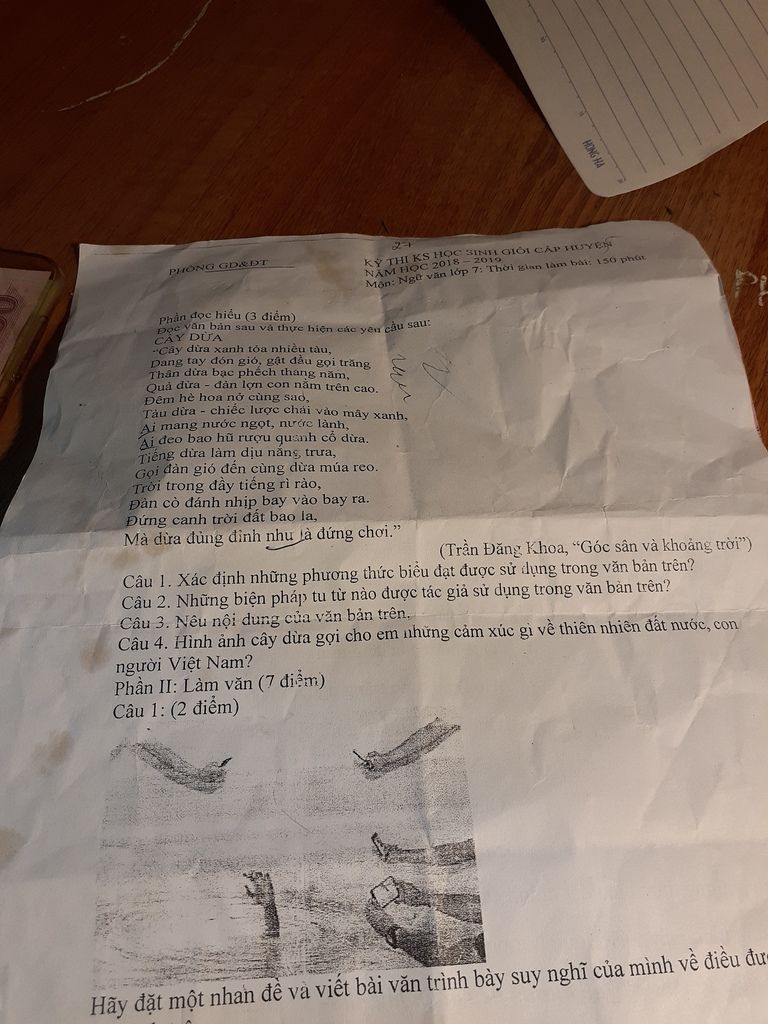 HONG HA
2+
PHÒNG GD&ĐT
KỲ THI KS HỌC SINH GIỎI CẤP HUYỆN
NĂM HỌC 2018 - 2019
Môn: Ngữ văn lớp 7: Thời gian làm bài: 150 phút
Phần đọc hiểu (3 điểm)
Đọc văn bản sau và thực hiện các yêu cầu sau:
CÂY DỪA
"Cây dừa xanh tỏa nhiều tàu,
Dang tay đón gió, gật đầu gọi trăng
Thân dừa bạc phếch tháng năm,
Quả dừa - đàn lợn con nằm trên cao.
Đêm hè hoa nở cùng sao,
Tàu dừa - chiếc lược chải vào mây xanh,
Ai mang nước ngọt, nước lành,
Ai đeo bao hũ rượu quanh cổ dừa.
Tiếng dừa làm dịu nắng trưa,
Gọi đàn gió đến cùng dừa múa reo.
Trời trong đầy tiếng rì rào,
Đàn cò đánh nhịp bay vào bay ra.
Đứng canh trời đất bao la,
Mà dừa đủng đỉnh như là đứng chơi."
(Trần Đăng Khoa, "Góc sân và khoảng trời")
Câu 1. Xác định những phương thức biểu đạt được sử dụng trong văn bản trên?
Câu 2. Những biện pháp tu từ nào được tác giả sử dụng trong văn bản trên?
Câu 3. Nêu nội dung của văn bản trên.
Câu 4. Hình ảnh cây dừa gợi cho em những cảm xúc gì về thiên nhiên đất nước, con
người Việt Nam?
Phần II: Làm văn (7 điểm)
Câu 1: (2 điểm)
Hãy đặt một nhan đề và viết bài văn trình bày suy nghĩ của mình về điều đư